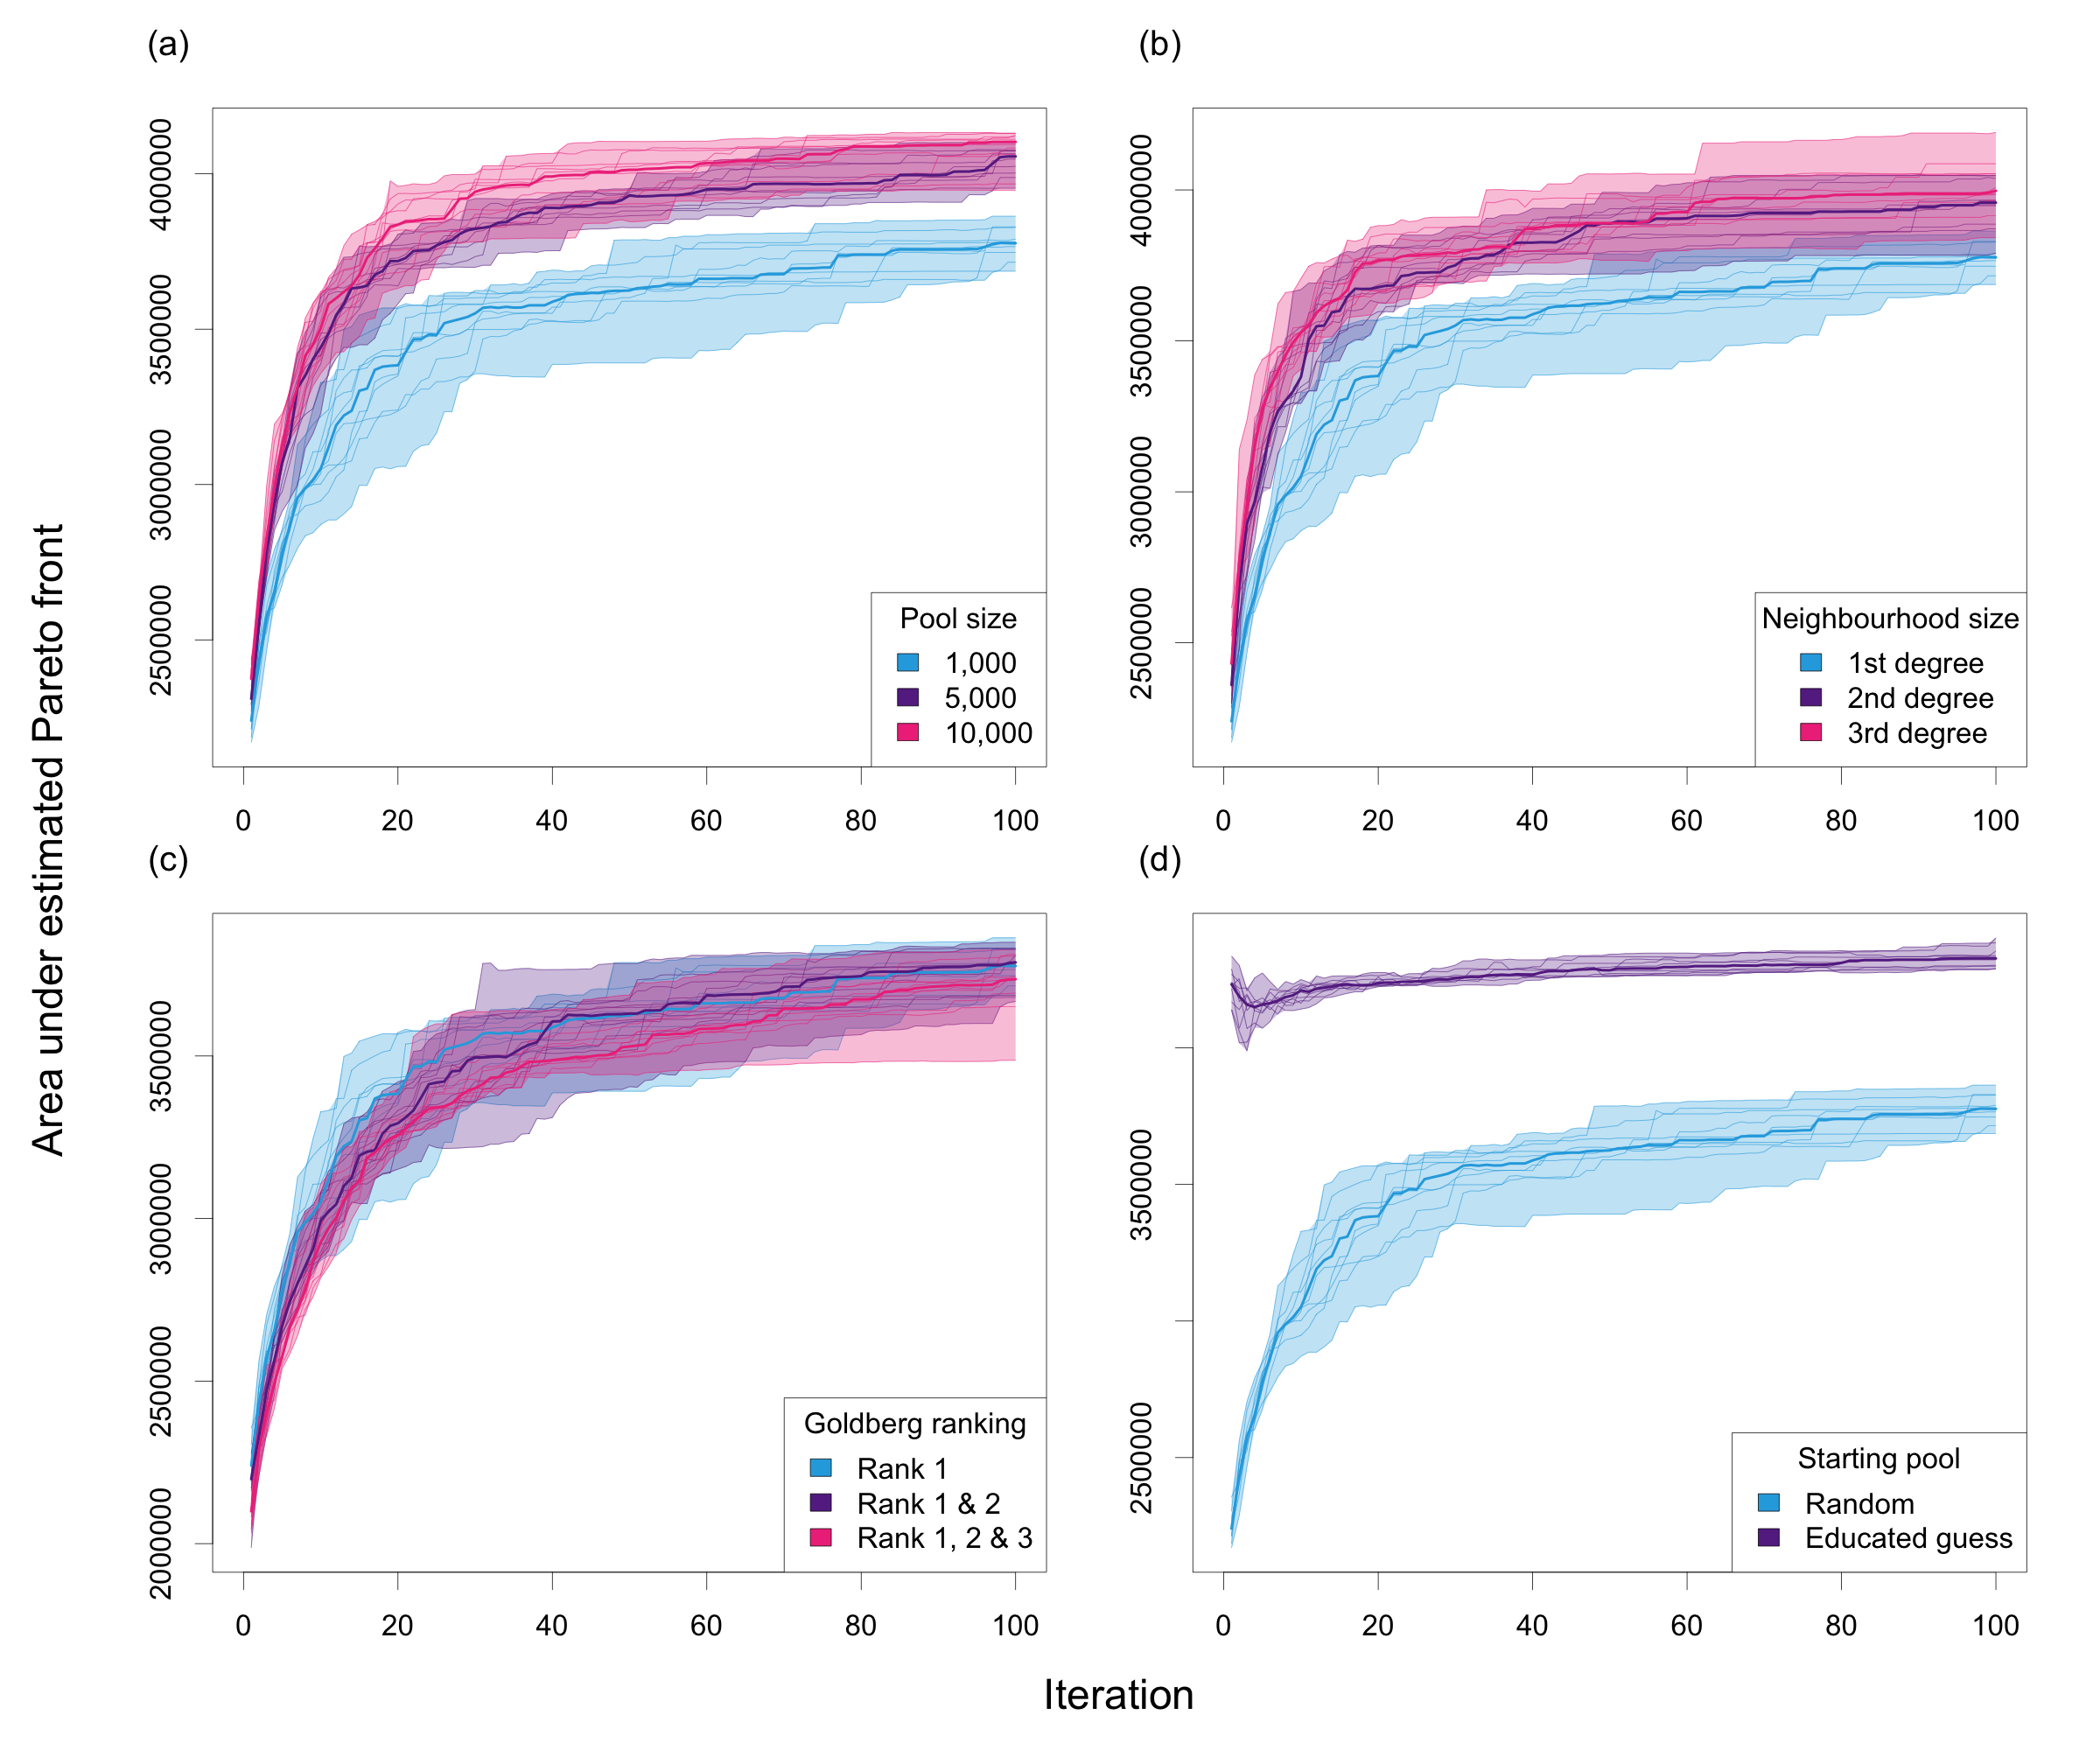 (a)
(b)
4000000
3500000
3000000
2500000
Pool size
1,000
5,000
10,000
0 20 40 60 80 100
4000000
3500000
3000000
2500000
Neighbourhood size
1st degree
2nd degree
3rd degree
0 20 40 60 80 100
Area under estimated Pareto front
(c)
(d)
3500000
3000000
2500000
2000000
Goldberg ranking
Rank 1
Rank 1 & 2
Rank 1, 2 & 3
0 20 40 60 80 100
3500000
2500000
Starting pool
Random
Educated guess
0 20 40 60 80 100
Iteration